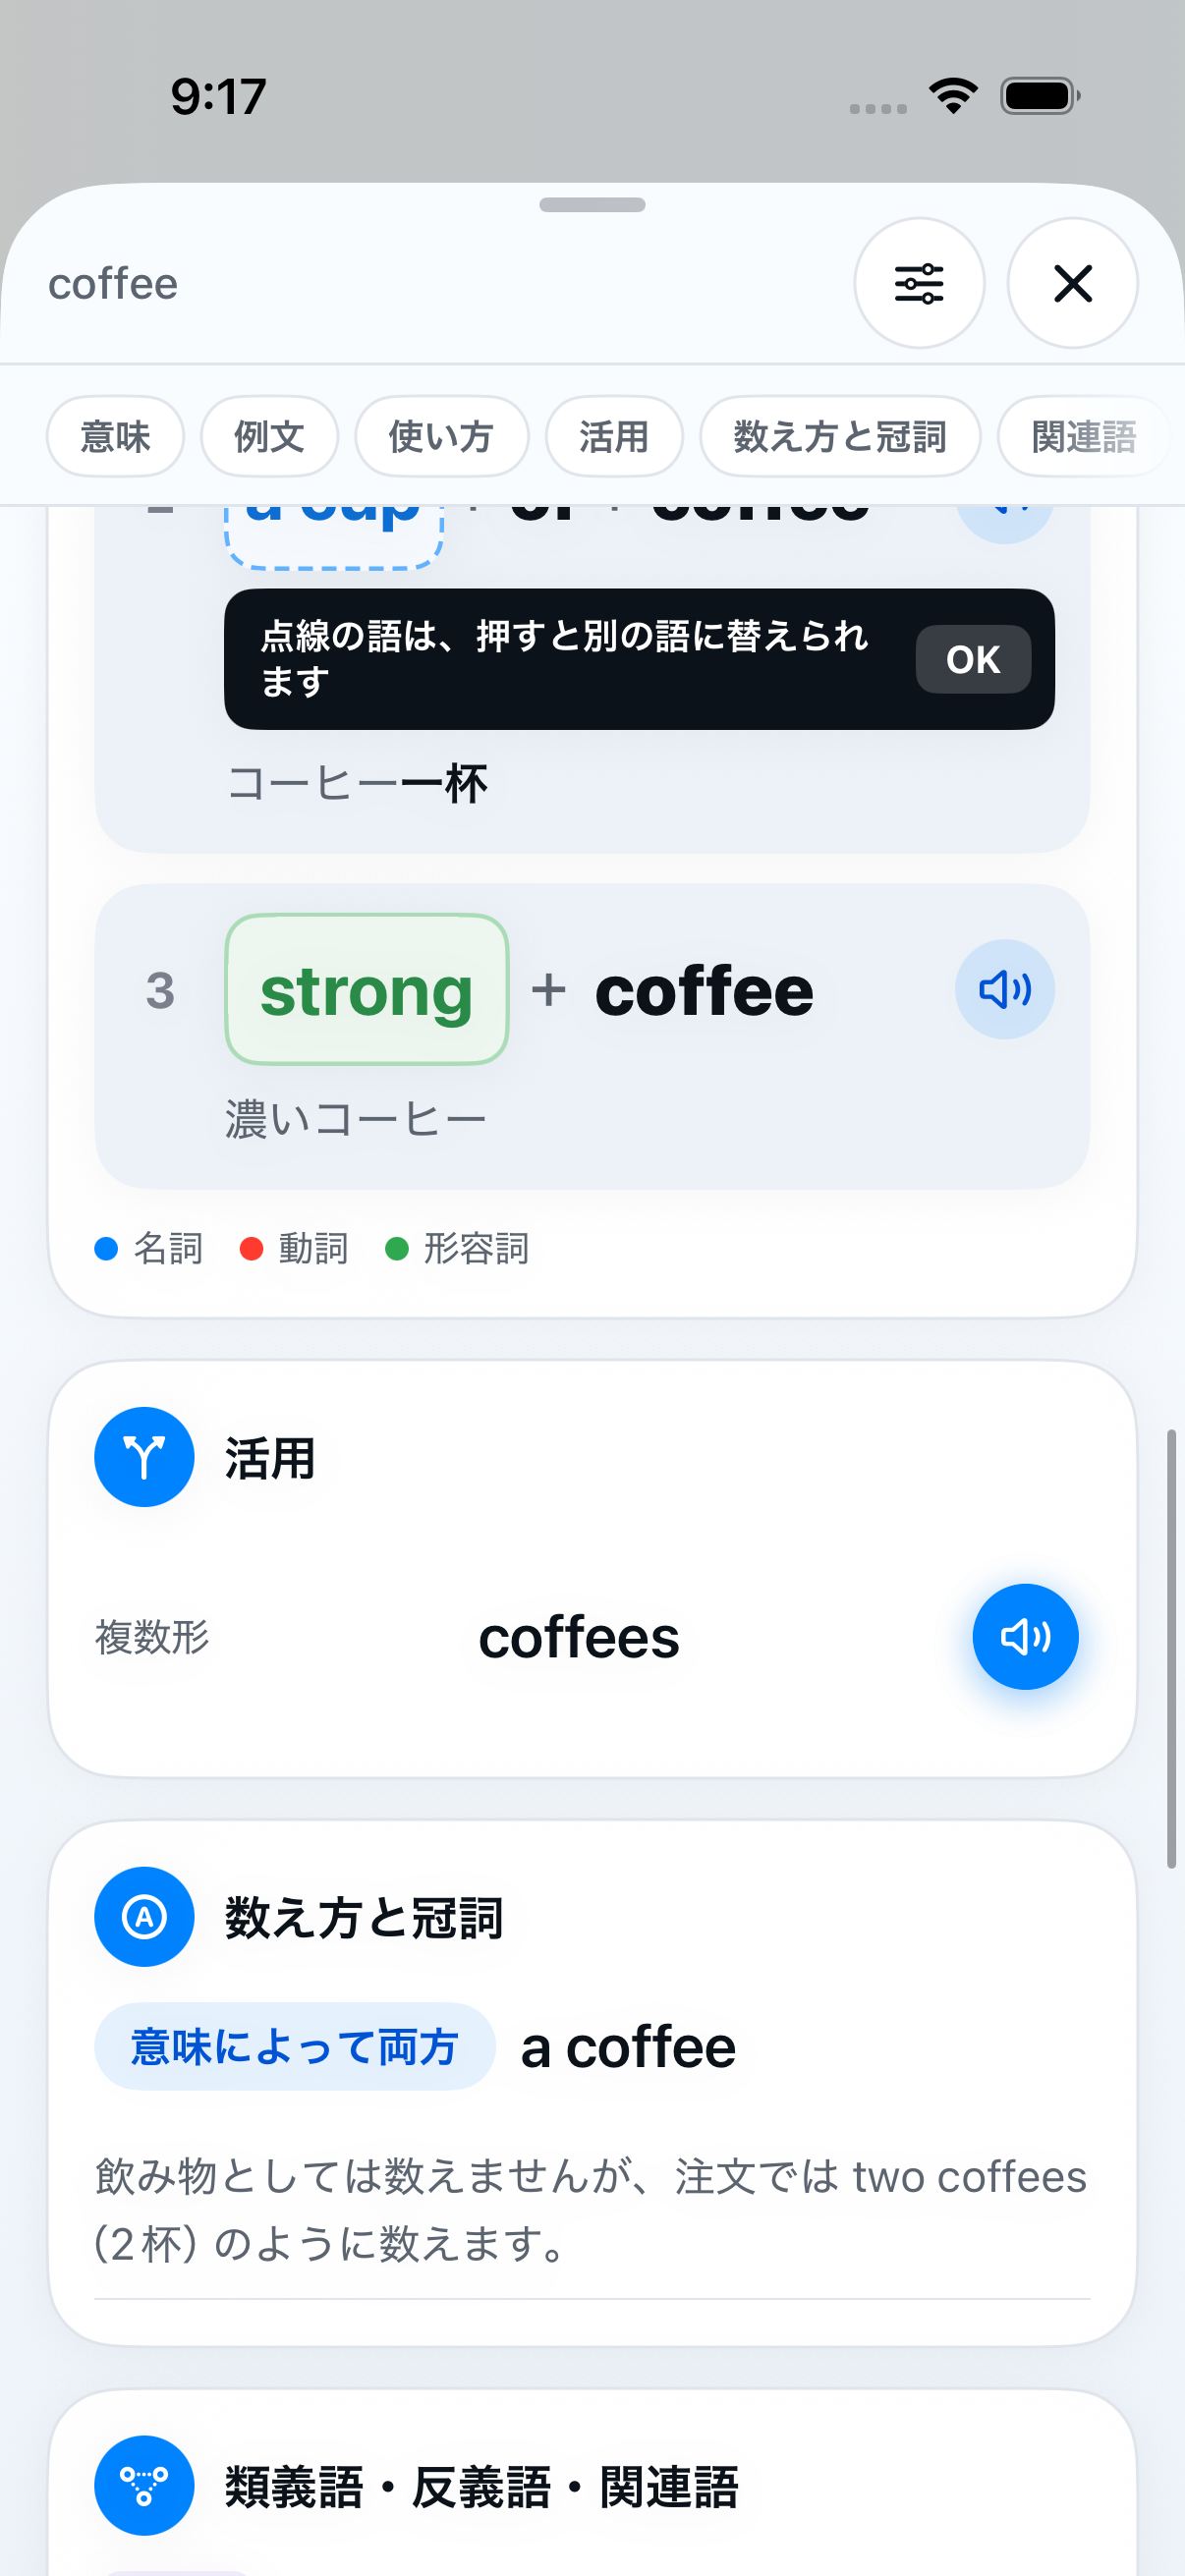 9:17
coffee
意味 例文 使い方 活用 数え方と冠詞 関連語
a cup + of + coffee
点線の語は、押すと別の語に替えられ
ます
OK
コーヒー一杯
3 strong + coffee
濃いコーヒー
名詞 動詞 形容詞
活用
複数形 coffees
数え方と冠詞
意味によって両方 a coffee
飲み物としては数えませんが、注文では two coffees
(2杯) のように数えます。
類義語・反義語・関連語